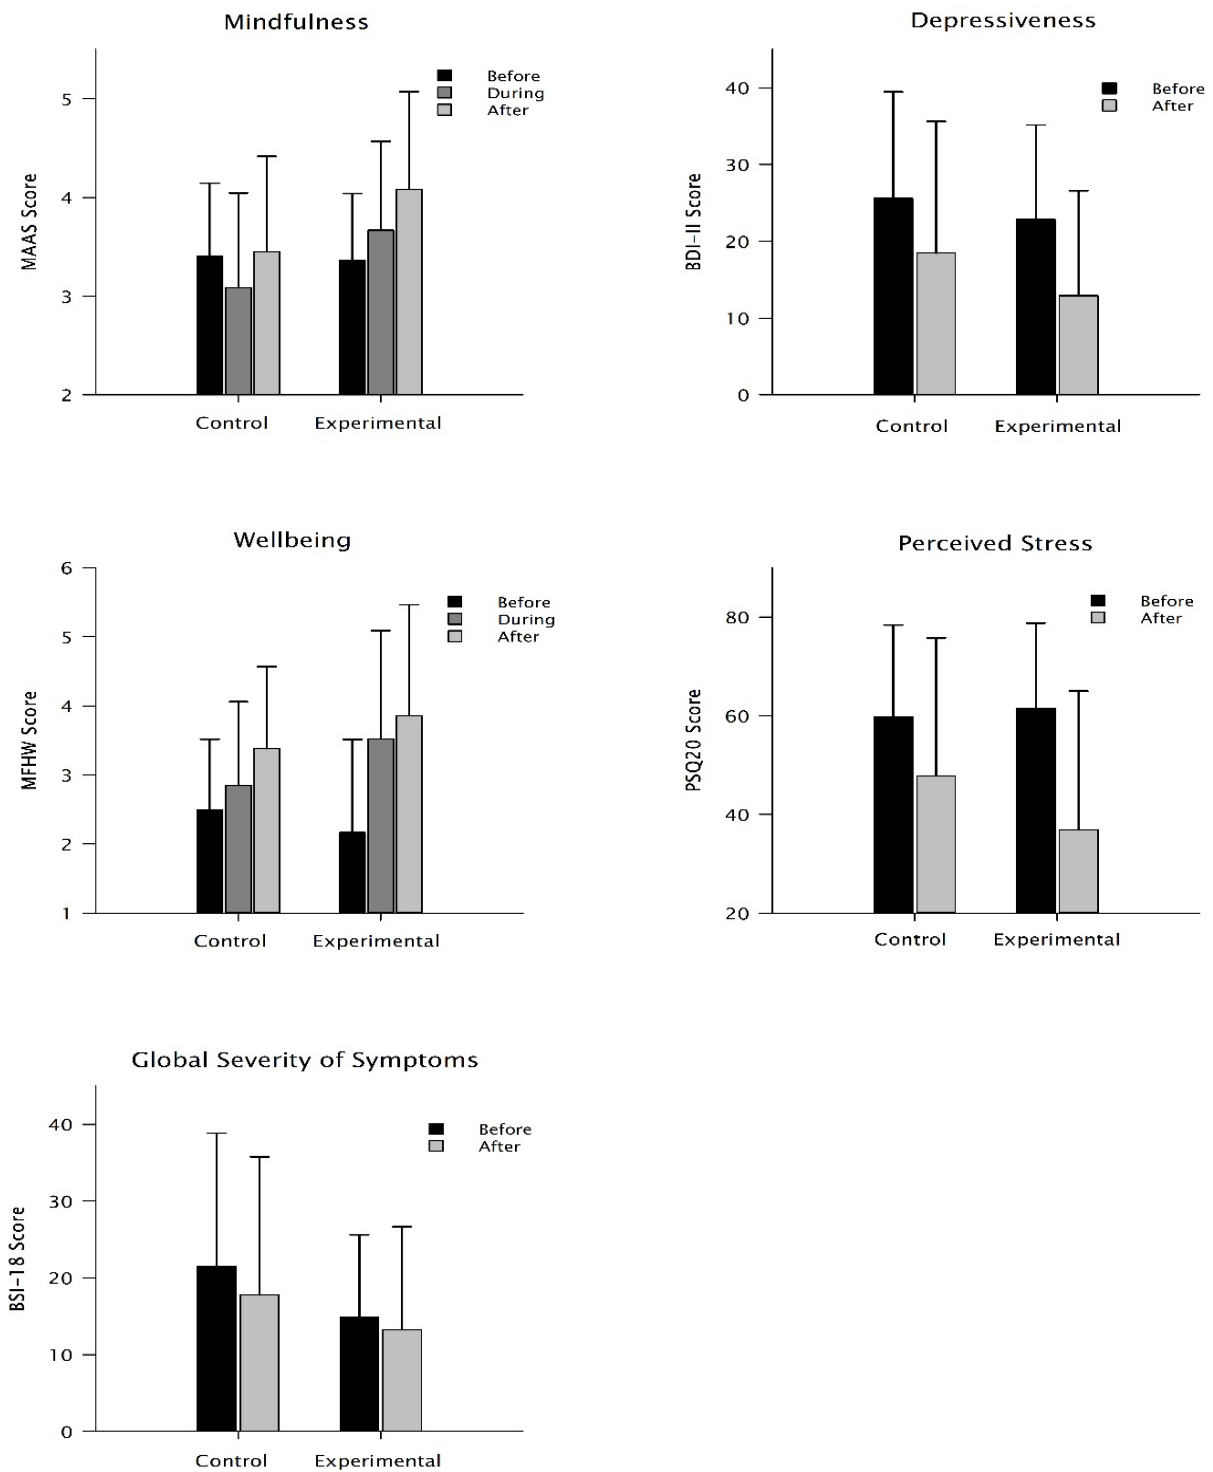 Mindfulness
MAAS Score
5
4
3
2
Before
During
After
Control Experimental
Depressiveness
BDI-II Score
40
30
20
10
0
Before
After
Control Experimental
Wellbeing
MFHW Score
6
5
4
3
2
1
Before
During
After
Control Experimental
Perceived Stress
PSQ20 Score
80
60
40
20
Before
After
Control Experimental
Global Severity of Symptoms
BSI-18 Score
40
30
20
10
0
Before
After
Control Experimental